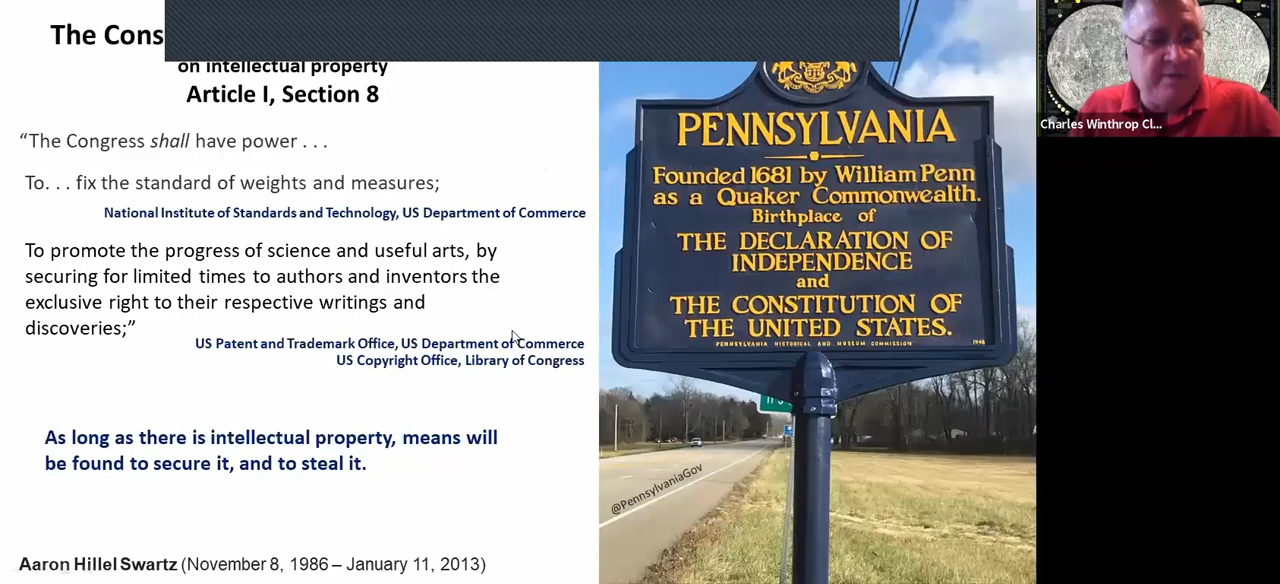 The Cons
on intellectual property
Article I, Section 8
“The Congress shall have power . . .
To. . . fix the standard of weights and measures;
National Institute of Standards and Technology, US Department of Commerce
To promote the progress of science and useful arts, by
securing for limited times to authors and inventors the
exclusive right to their respective writings and
discoveries;”
US Patent and Trademark Office, US Department of Commerce
US Copyright Office, Library of Congress
As long as there is intellectual property, means will
be found to secure it, and to steal it.
Aaron Hillel Swartz (November 8, 1986 – January 11, 2013)
PENNSYLVANIA
Founded 1681 by William Penn
as a Quaker Commonwealth.
Birthplace of
THE DECLARATION OF
INDEPENDENCE
and
THE CONSTITUTION OF
THE UNITED STATES.
PENNSYLVANIA HISTORICAL AND MUSEUM COMMISSION 1948
@PennsylvaniaGov
Charles Winthrop Cl...